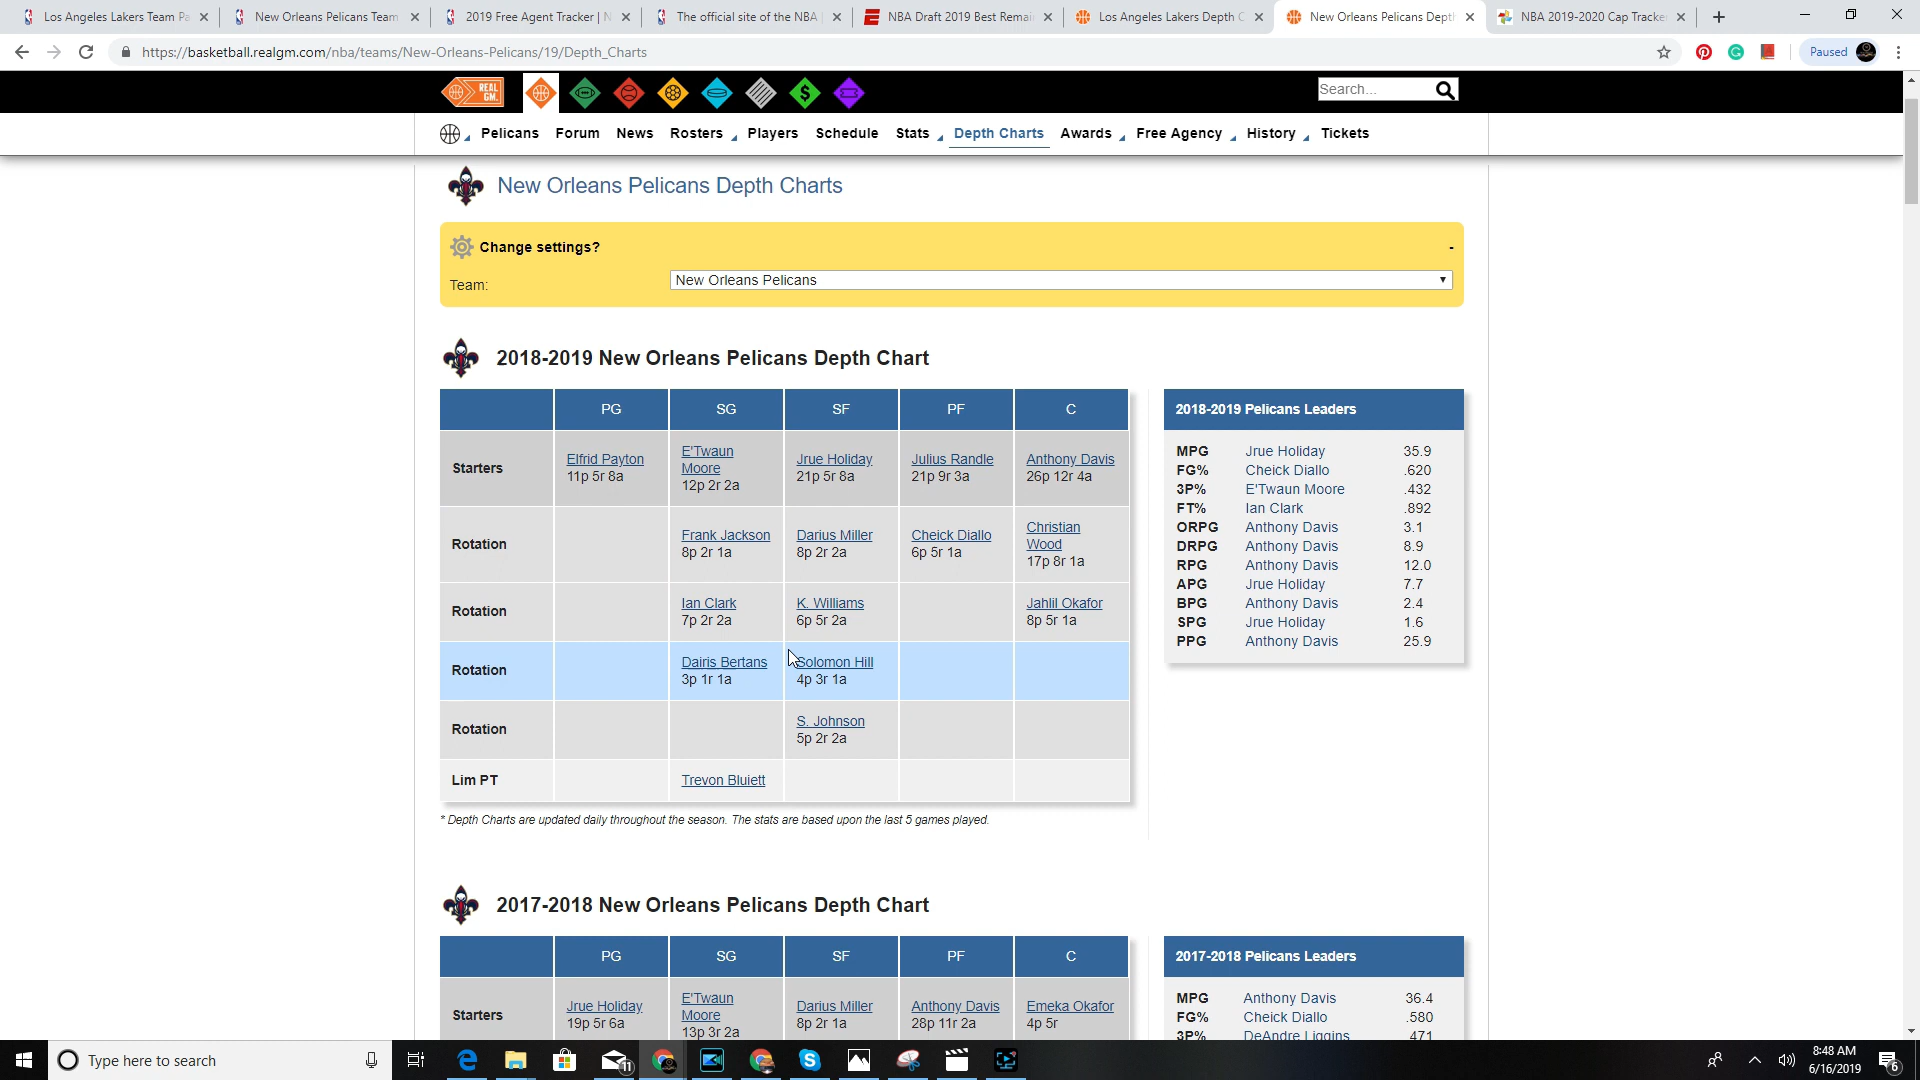 Los Angeles Lakers Team Pa
New Orleans Pelicans Team
2019 Free Agent Tracker | N
The official site of the NBA
NBA Draft 2019 Best Remai
Los Angeles Lakers Depth C
New Orleans Pelicans Dept
NBA 2019-2020 Cap Tracke
https://basketball.realgm.com/nba/teams/New-Orleans-Pelicans/19/Depth_Charts
Paused
REAL GM.
Search...
Pelicans Forum News Rosters Players Schedule Stats Depth Charts Awards Free Agency History Tickets
New Orleans Pelicans Depth Charts
Change settings? -
Team: New Orleans Pelicans
2018-2019 New Orleans Pelicans Depth Chart
PG SG SF PF C
Starters
Elfrid Payton
11p 5r 8a
E'Twaun
Moore
12p 2r 2a
Jrue Holiday
21p 5r 8a
Julius Randle
21p 9r 3a
Anthony Davis
26p 12r 4a
Rotation
Frank Jackson
8p 2r 1a
Darius Miller
8p 2r 2a
Cheick Diallo
6p 5r 1a
Christian
Wood
17p 8r 1a
Rotation
Ian Clark
7p 2r 2a
K. Williams
6p 5r 2a
Jahlil Okafor
8p 5r 1a
Rotation
Dairis Bertans
3p 1r 1a
Solomon Hill
4p 3r 1a
Rotation
S. Johnson
5p 2r 2a
Lim PT
Trevon Bluiett
* Depth Charts are updated daily throughout the season. The stats are based upon the last 5 games played.
2018-2019 Pelicans Leaders
MPG Jrue Holiday 35.9
FG% Cheick Diallo .620
3P% E'Twaun Moore .432
FT% Ian Clark .892
ORPG Anthony Davis 3.1
DRPG Anthony Davis 8.9
RPG Anthony Davis 12.0
APG Jrue Holiday 7.7
BPG Anthony Davis 2.4
SPG Jrue Holiday 1.6
PPG Anthony Davis 25.9
2017-2018 New Orleans Pelicans Depth Chart
PG SG SF PF C
Starters
Jrue Holiday
19p 5r 6a
E'Twaun
Moore
13p 3r 2a
Darius Miller
8p 2r 1a
Anthony Davis
28p 11r 2a
Emeka Okafor
4p 5r
2017-2018 Pelicans Leaders
MPG Anthony Davis 36.4
FG% Cheick Diallo .580
3P% DeAndre Liggins .471
Type here to search
11
8:48 AM
6/16/2019
6